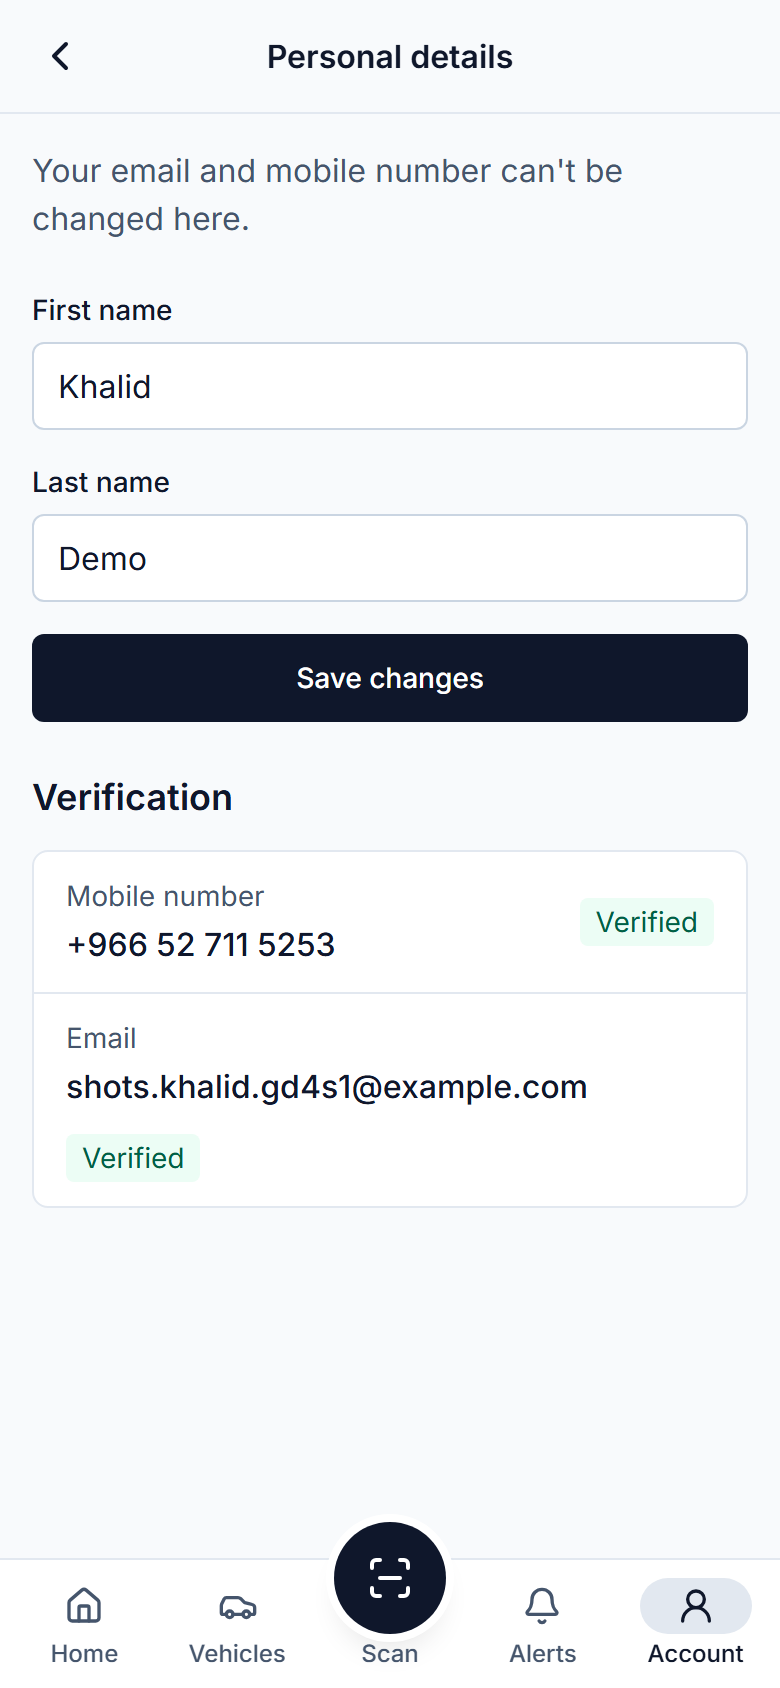 Personal details
Your email and mobile number can't be
changed here.
First name
Khalid
Last name
Demo
Save changes
Verification
Mobile number
+966 52 711 5253
Verified
Email
shots.khalid.gd4s1@example.com
Verified
Home
Vehicles
Scan
Alerts
Account